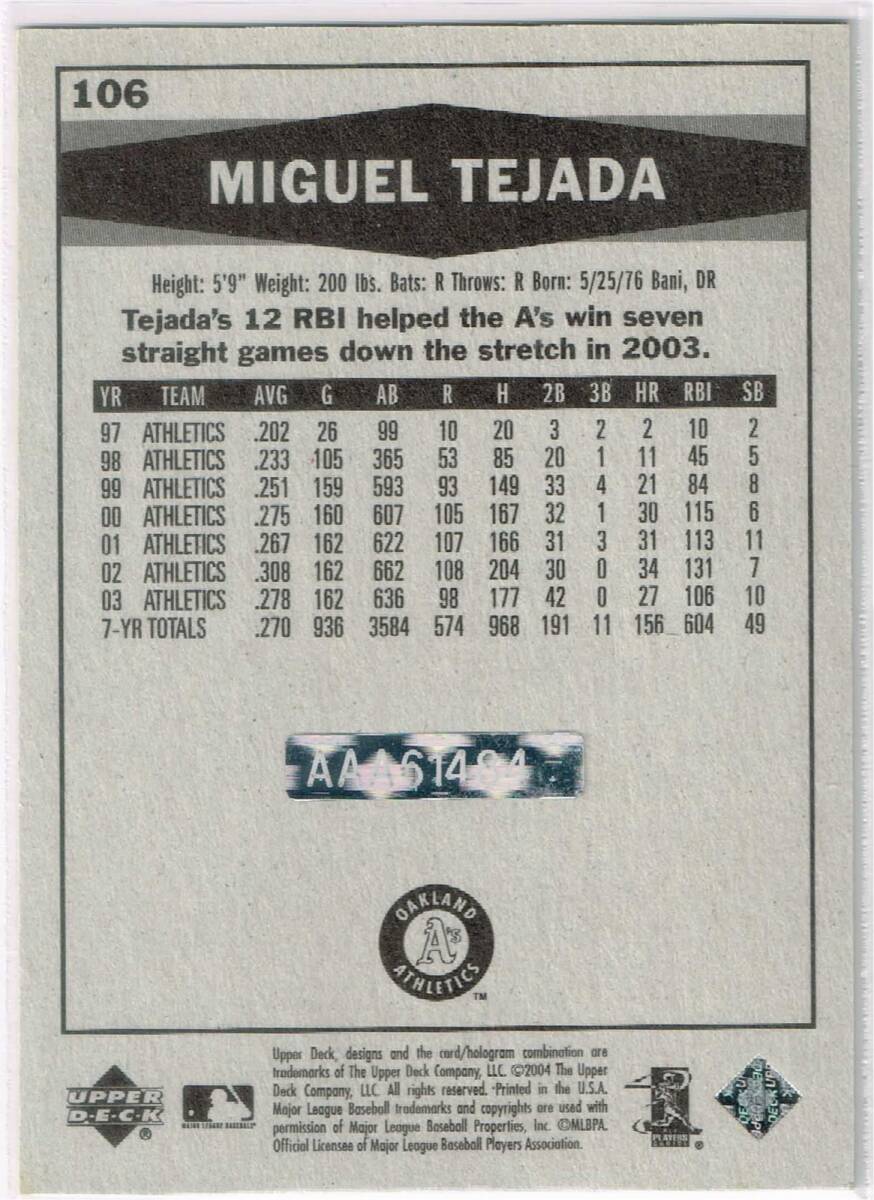 106
MIGUEL TEJADA
Height: 5'9" Weight: 200 lbs. Bats: R Throws: R Born: 5/25/76 Bani, DR
Tejada's 12 RBI helped the A's win seven
straight games down the stretch in 2003.
YR TEAM AVG G AB R H 2B 3B HR RBI SB
97 ATHLETICS .202 26 99 10 20 3 2 2 10 2
98 ATHLETICS .233 105 365 53 85 20 1 11 45 5
99 ATHLETICS .251 159 593 93 149 33 4 21 84 8
00 ATHLETICS .275 160 607 105 167 32 1 30 115 6
01 ATHLETICS .267 162 622 107 166 31 3 31 113 11
02 ATHLETICS .308 162 662 108 204 30 0 34 131 7
03 ATHLETICS .278 162 636 98 177 42 0 27 106 10
7-YR TOTALS .270 936 3584 574 968 191 11 156 604 49
OAKLAND
A's
ATHLETICS
TM
Upper Deck, designs and the card/hologram combination are
trademarks of The Upper Deck Company, LLC. ©2004 The Upper
Deck Company, LLC. All rights reserved. Printed in the U.S.A.
Major League Baseball trademarks and copyrights are used with
permission of Major League Baseball Properties, Inc. ©MLBPA.
Official Licensee of Major League Baseball Players Association.
UPPER
D·E·C·K
®
MAJOR LEAGUE BASEBALL
PLAYERS
®